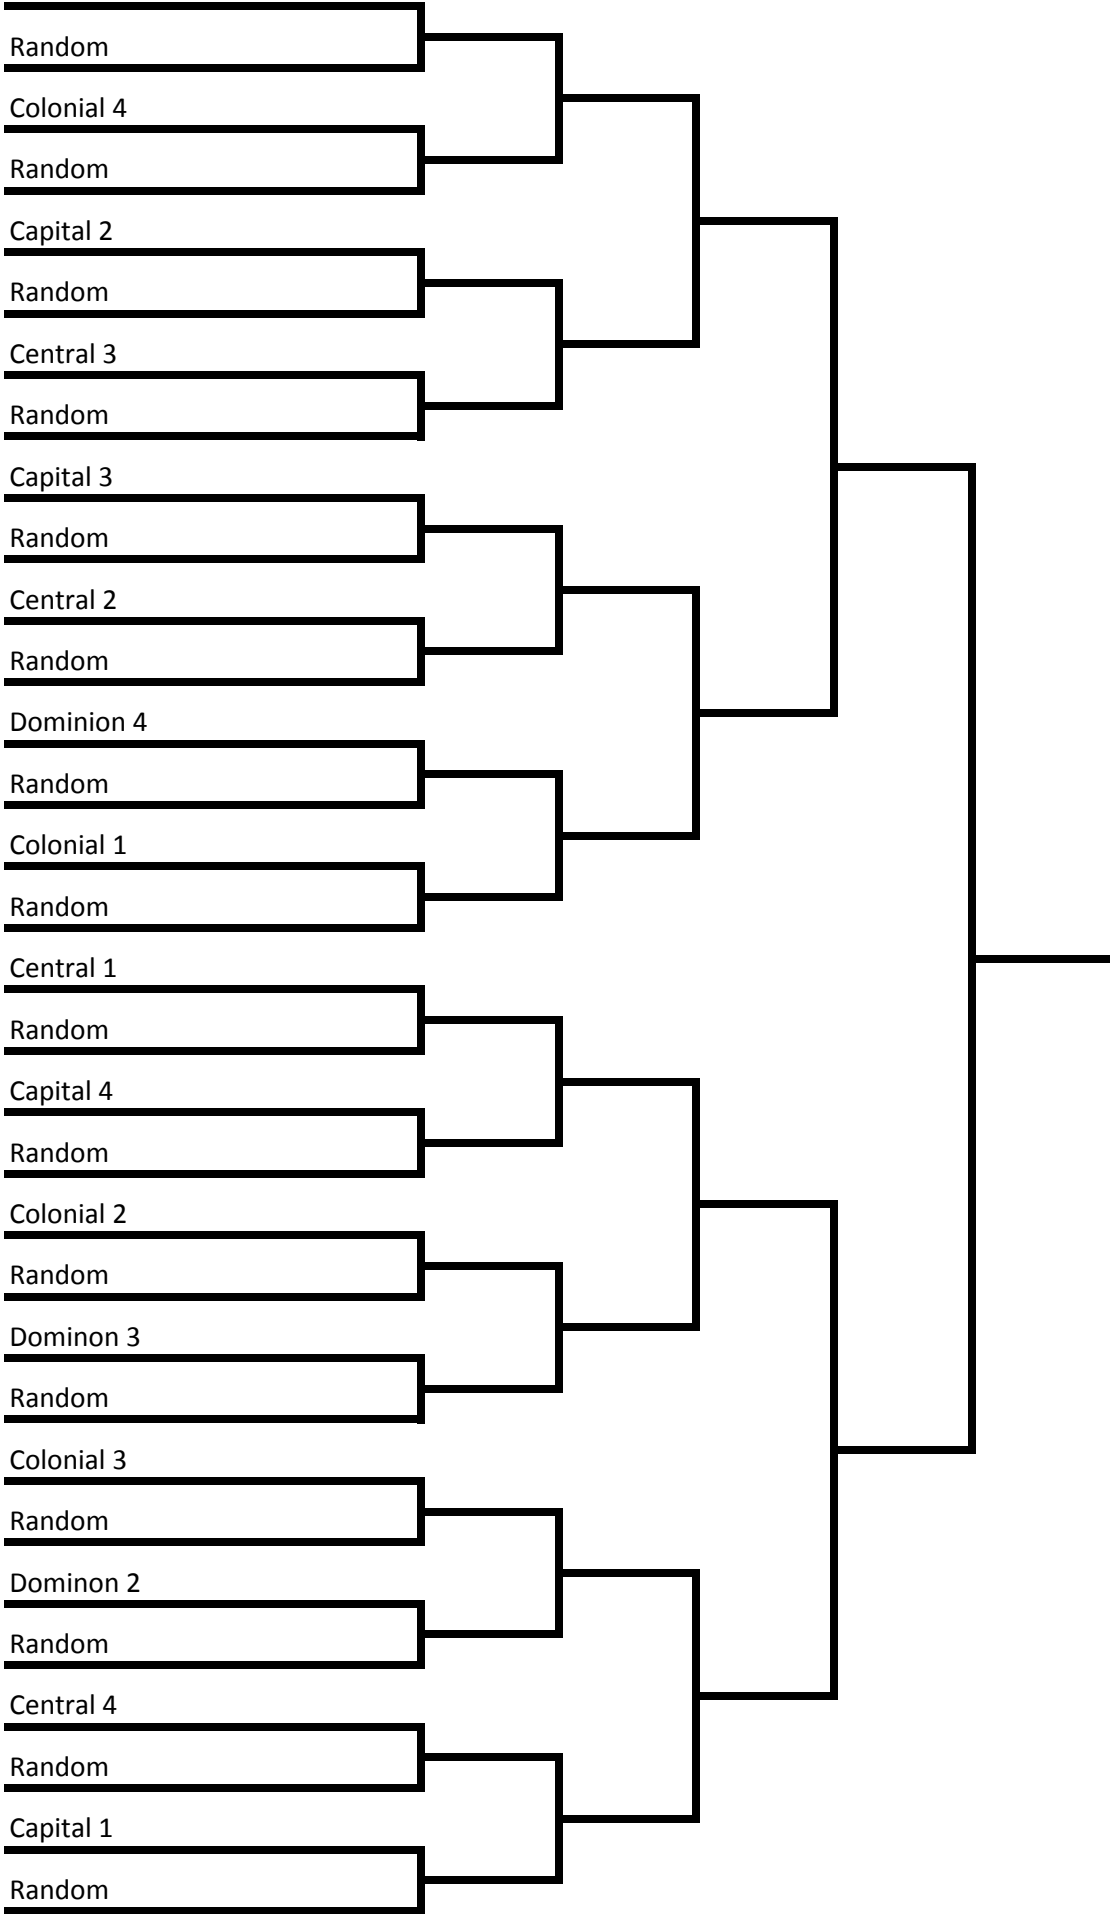 Random
Colonial 4
Random
Capital 2
Random
Central 3
Random
Capital 3
Random
Central 2
Random
Dominion 4
Random
Colonial 1
Random
Central 1
Random
Capital 4
Random
Colonial 2
Random
Dominon 3
Random
Colonial 3
Random
Dominon 2
Random
Central 4
Random
Capital 1
Random